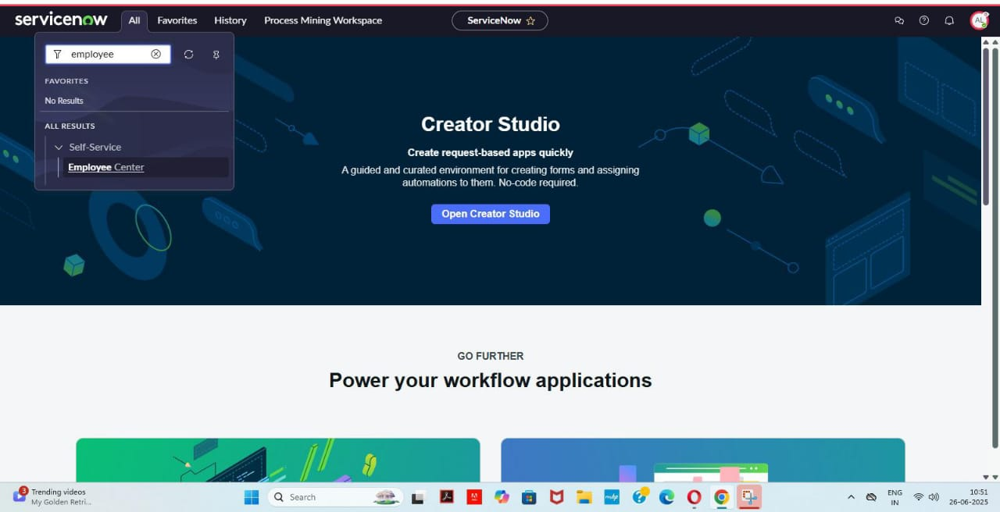 servicenow
All
Favorites
History
Process Mining Workspace
ServiceNow
AL
employee
FAVORITES
No Results
ALL RESULTS
Self-Service
Employee Center
Creator Studio
Create request-based apps quickly
A guided and curated environment for creating forms and assigning
automations to them. No-code required.
Open Creator Studio
GO FURTHER
Power your workflow applications
3
Trending videos
My Golden Retri...
Search
ENG
IN
10:51
26-06-2025